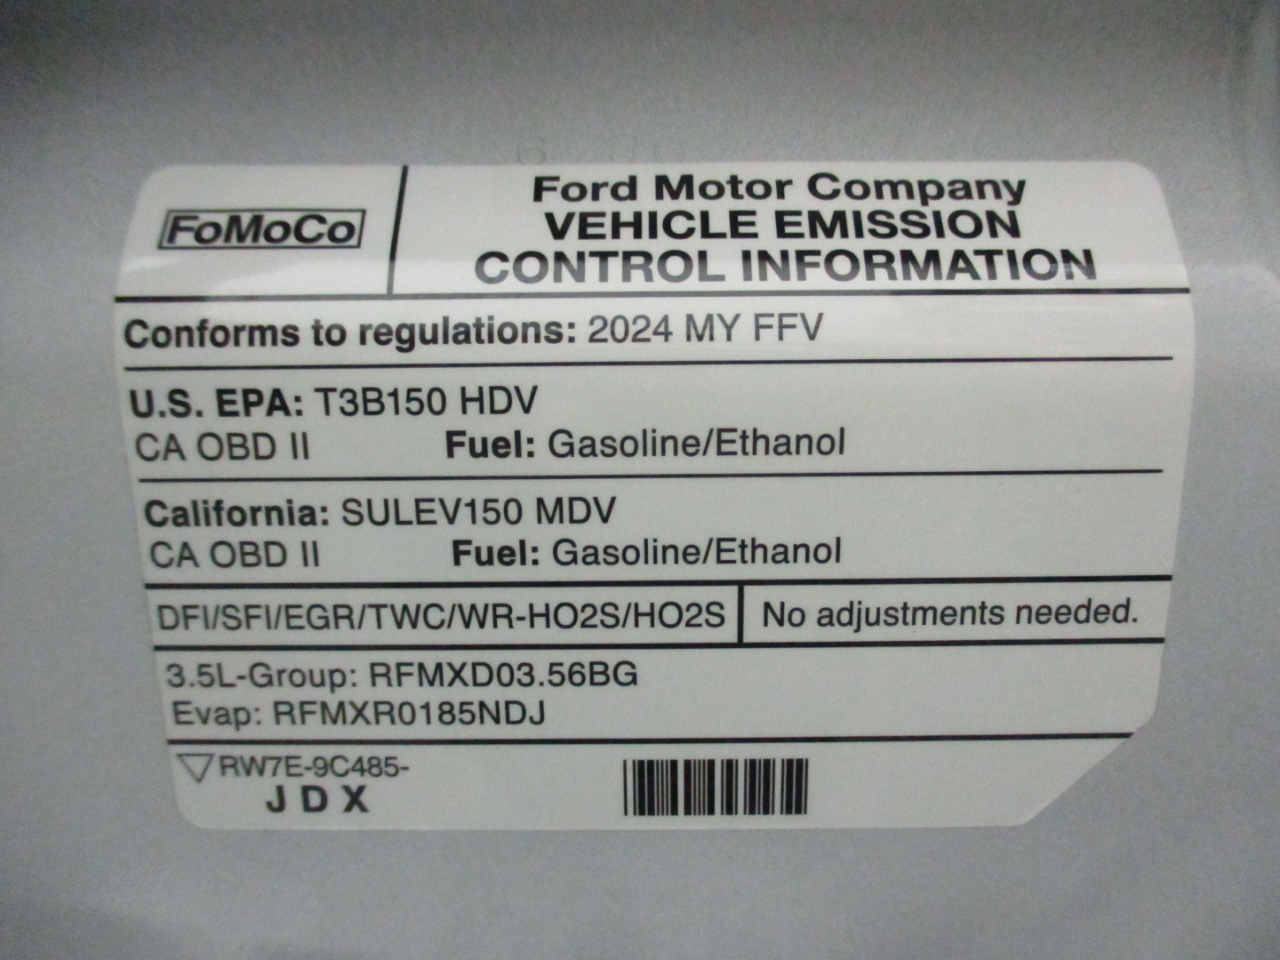 FoMoCo
Ford Motor Company
VEHICLE EMISSION
CONTROL INFORMATION
Conforms to regulations: 2024 MY FFV
U.S. EPA: T3B150 HDV
CA OBD II Fuel: Gasoline/Ethanol
California: SULEV150 MDV
CA OBD II Fuel: Gasoline/Ethanol
DFI/SFI/EGR/TWC/WR-HO2S/HO2S No adjustments needed.
3.5L-Group: RFMXD03.56BG
Evap: RFMXR0185NDJ
RW7E-9C485-
J D X